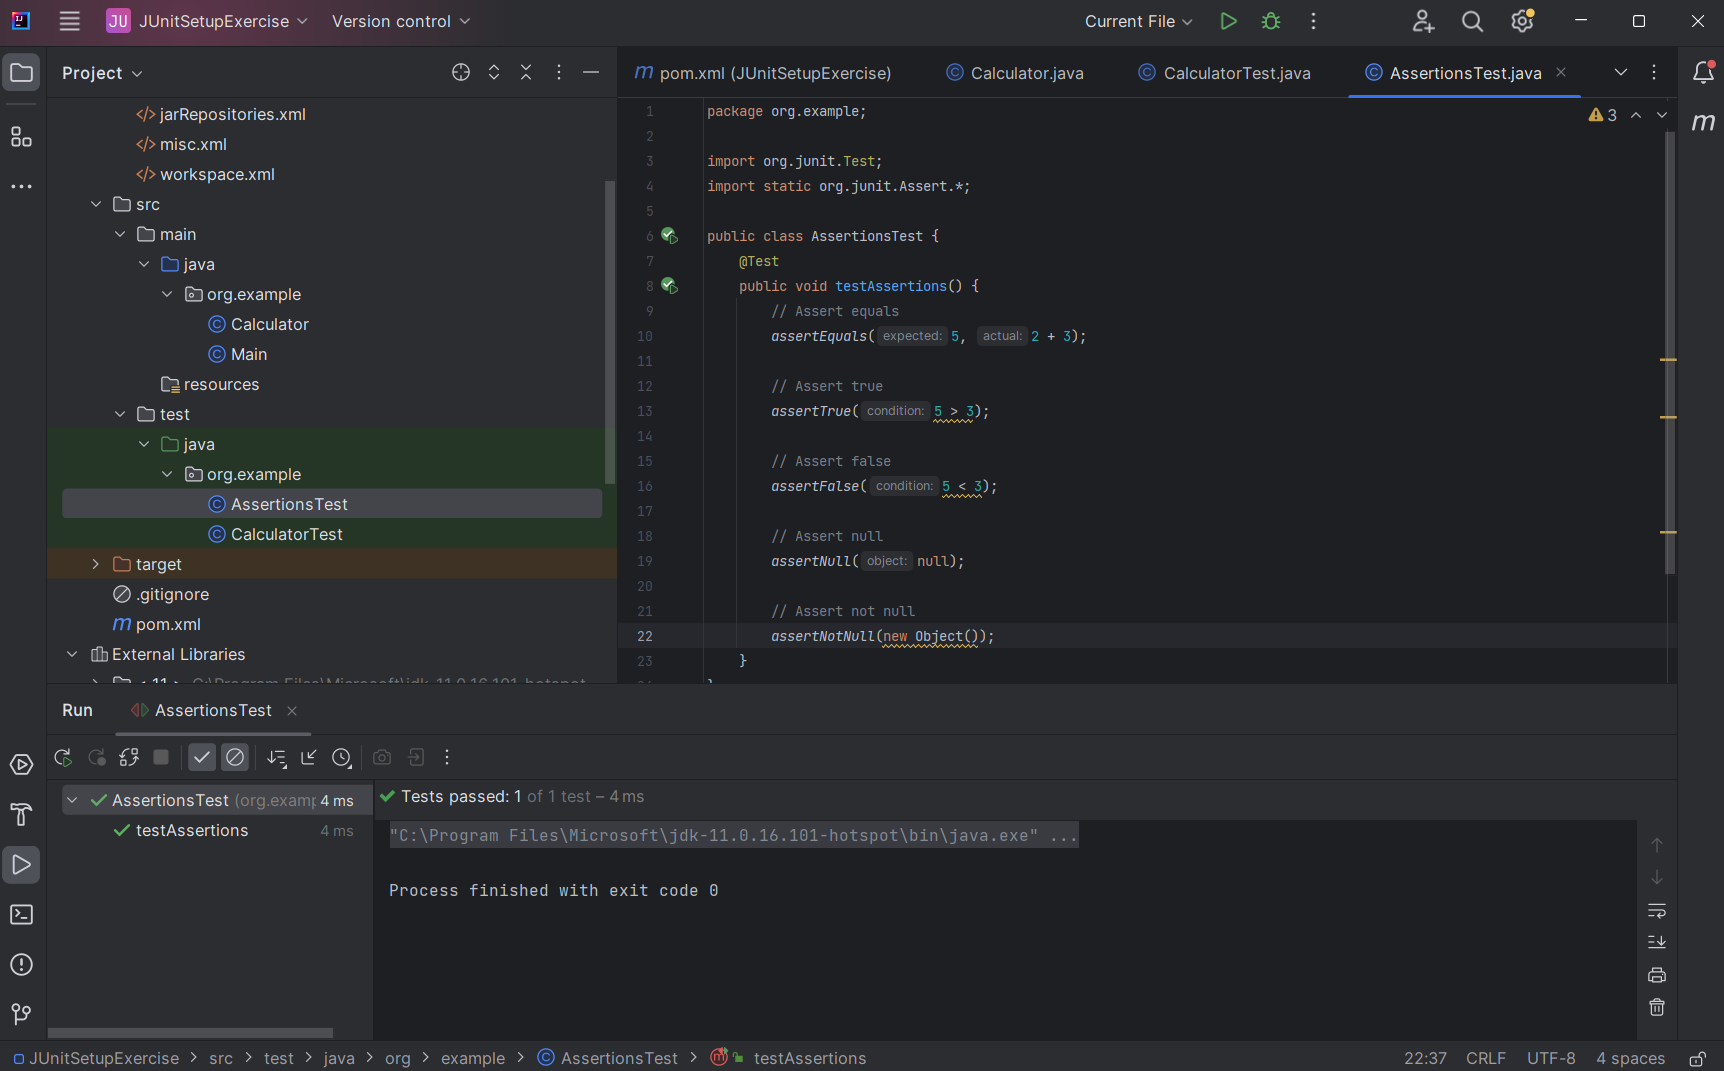 JU JUnitSetupExercise Version control Current File
Project
jarRepositories.xml
misc.xml
workspace.xml
src
main
java
org.example
Calculator
Main
resources
test
java
org.example
AssertionsTest
CalculatorTest
target
.gitignore
pom.xml
External Libraries
pom.xml (JUnitSetupExercise) Calculator.java CalculatorTest.java AssertionsTest.java
3
1 package org.example;
2
3 import org.junit.Test;
4 import static org.junit.Assert.*;
5
6 public class AssertionsTest {
7 @Test
8 public void testAssertions() {
9 // Assert equals
10 assertEquals( expected: 5, actual: 2 + 3);
11
12 // Assert true
13 assertTrue( condition: 5 > 3);
14
15 // Assert false
16 assertFalse( condition: 5 < 3);
17
18 // Assert null
19 assertNull( object: null);
20
21 // Assert not null
22 assertNotNull(new Object());
23 }
Run AssertionsTest
AssertionsTest (org.examp 4 ms
testAssertions 4 ms
Tests passed: 1 of 1 test – 4 ms
"C:\Program Files\Microsoft\jdk-11.0.16.101-hotspot\bin\java.exe" ...
Process finished with exit code 0
JUnitSetupExercise > src > test > java > org > example > AssertionsTest > testAssertions 22:37 CRLF UTF-8 4 spaces